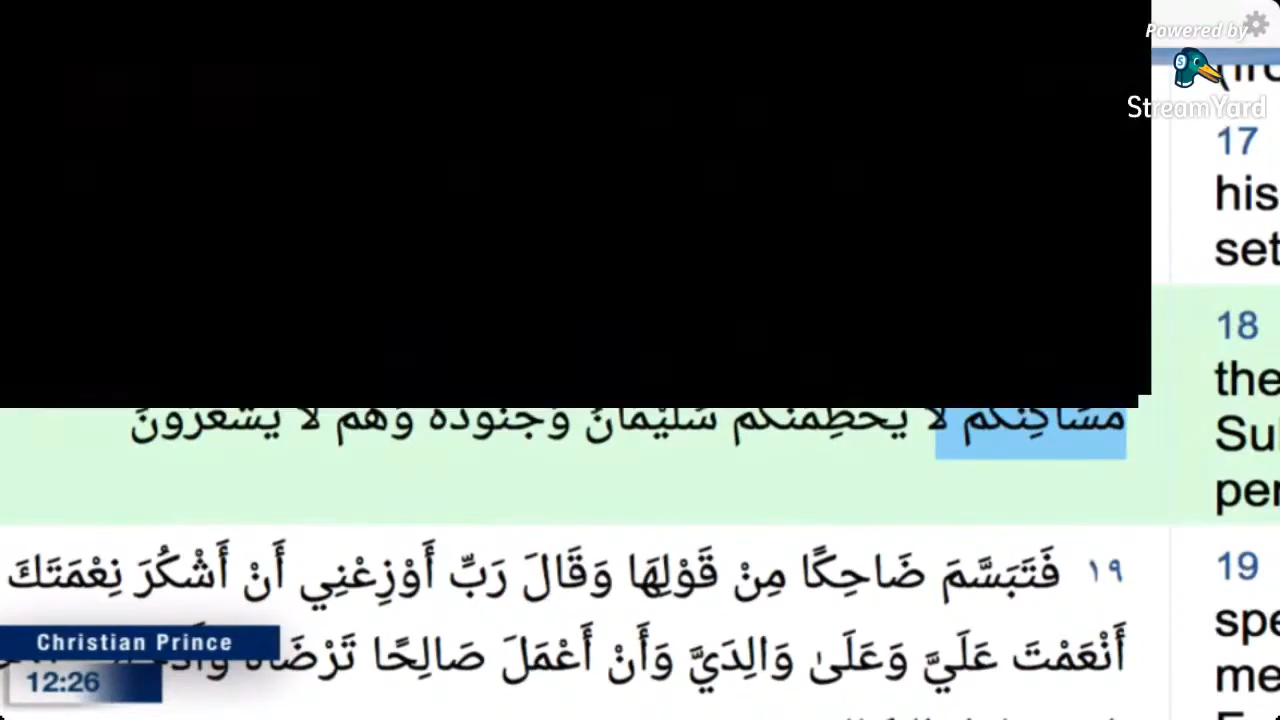 Powered by
StreamYard
17
his
set
18
the
per
مَسَاكِنَكُمْ لَا يَحْطِمَنَّكُمْ سُلَيْمَانُ وَجُنُودُهُ وَهُمْ لَا يَشْعُرُونَ
١٩ فَتَبَسَّمَ ضَاحِكًا مِنْ قَوْلِهَا وَقَالَ رَبِّ أَوْزِعْنِي أَنْ أَشْكُرَ نِعْمَتَكَ
أَنْعَمْتَ عَلَيَّ وَعَلَىٰ وَالِدَيَّ وَأَنْ أَعْمَلَ صَالِحًا تَرْضَاهُ
19
spe
me
Christian Prince
12:26